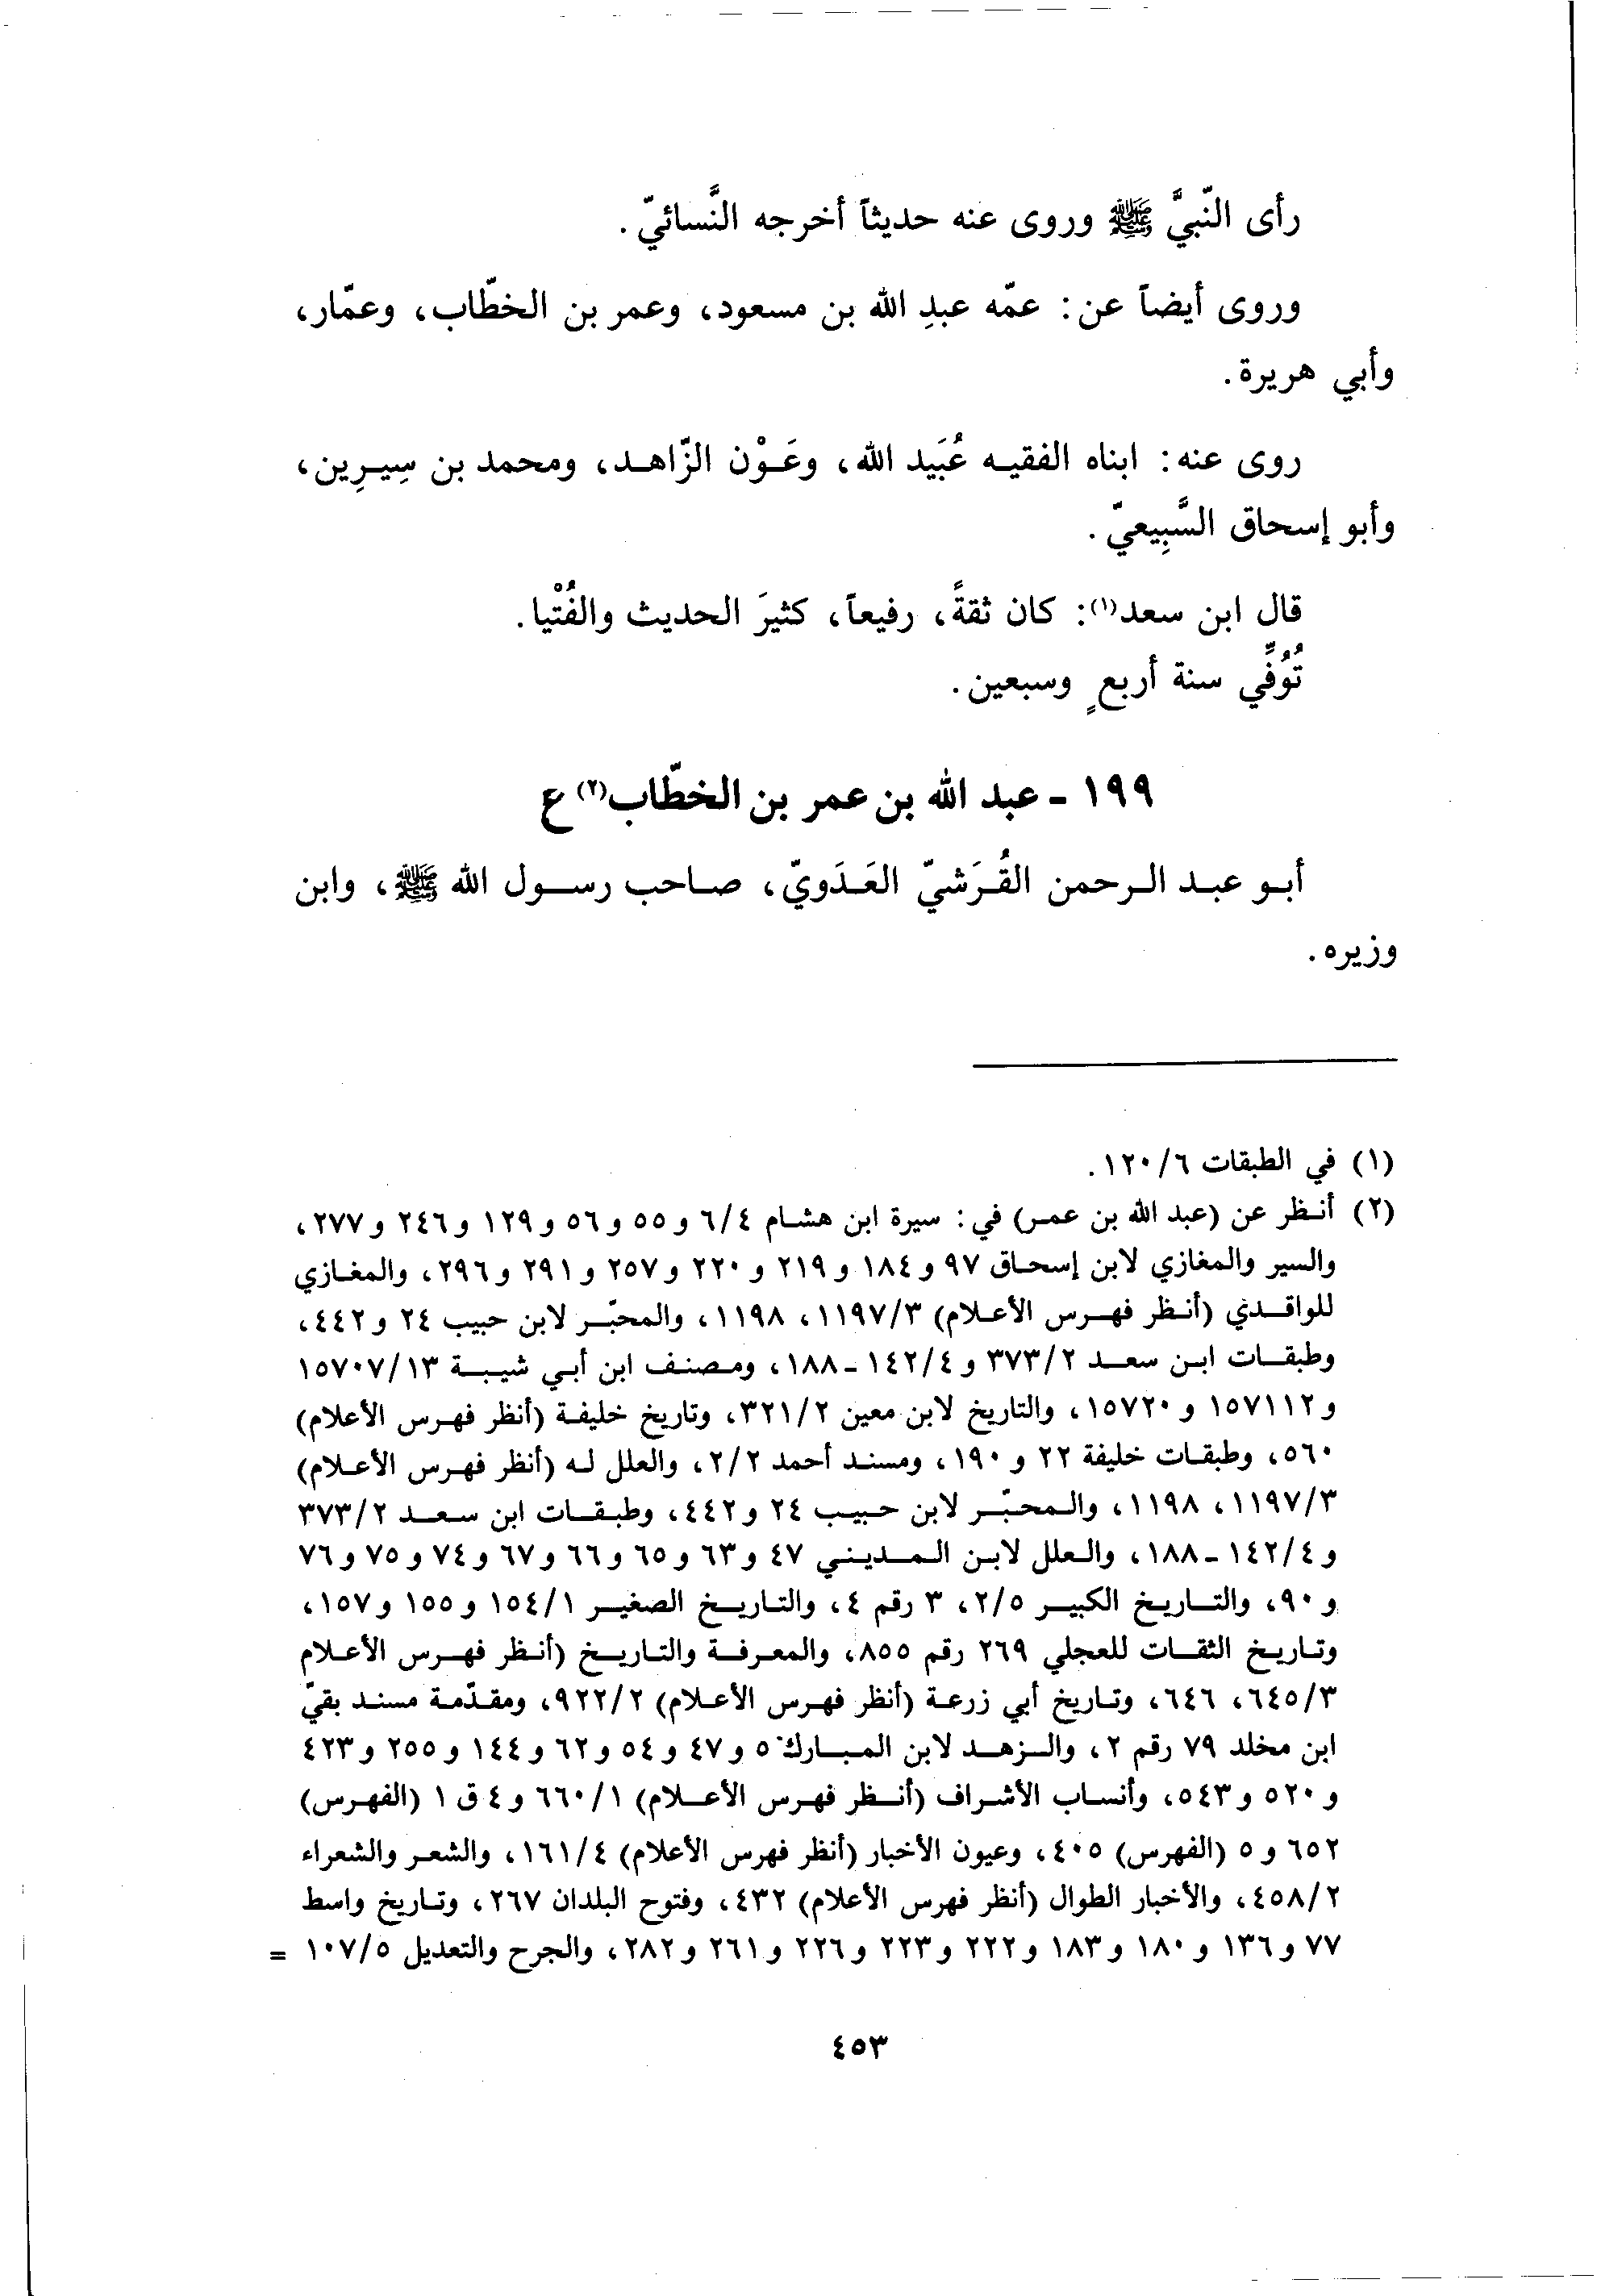 رأى النّبيَّ ﷺ وروى عنه حديثاً أخرجه النَّسائيّ.
وروى أيضاً عن: عمّه عبدِ الله بن مسعود، وعمر بن الخطّاب، وعمّار،
وأبي هريرة.
روى عنه: ابناه الفقيه عُبَيد الله، وعَوْن الزّاهد، ومحمد بن سِيرِين،
وأبو إسحاق السَّبِيعيّ.
قال ابن سعد(١): كان ثقةً، رفيعاً، كثيرَ الحديث والفُتْيا.
تُوُفِّي سنة أربعٍ وسبعين.
١٩٩ - عبد الله بن عمر بن الخطّاب(٢) ع
أبو عبد الرحمن القُرَشيّ العَدَويّ، صاحب رسول الله ﷺ، وابن
وزيره.
(١) في الطبقات ٦/١٢٠.
(٢) أنظر عن (عبد الله بن عمر) في: سيرة ابن هشام ٤/٦ و٥٥ و٥٦ و١٢٩ و٢٤٦ و٢٧٧،
والسير والمغازي لابن إسحاق ٩٧ و١٨٤ و٢١٩ و٢٢٠ و٢٥٧ و٢٩١ و٢٩٦، والمغازي
للواقدي (أنظر فهرس الأعلام) ٣/١١٩٧، ١١٩٨، والمحبّر لابن حبيب ٢٤ و٤٤٢،
وطبقات ابن سعد ٢/٣٧٣ و٤/١٤٢ - ١٨٨، ومصنف ابن أبي شيبة ١٣/١٥٧٠٧
و١٥٧١١٢ و١٥٧٢٠، والتاريخ لابن معين ٢/٣٢١، وتاريخ خليفة (أنظر فهرس الأعلام)
٥٦٠، وطبقات خليفة ٢٢ و١٩٠، ومسند أحمد ٢/٢، والعلل له (أنظر فهرس الأعلام)
٣/١١٩٧، ١١٩٨، والمحبّر لابن حبيب ٢٤ و٤٤٢، وطبقات ابن سعد ٢/٣٧٣
و٤/١٤٢ - ١٨٨، والعلل لابن المديني ٤٧ و٦٣ و٦٥ و٦٦ و٦٧ و٧٤ و٧٥ و٧٦
و٩٠، والتاريخ الكبير ٥/٢، ٣ رقم ٤، والتاريخ الصغير ١/١٥٤ و١٥٥ و١٥٧،
وتاريخ الثقات للعجلي ٢٦٩ رقم ٨٥٥، والمعرفة والتاريخ (أنظر فهرس الأعلام
٣/٦٤٥، ٦٤٦، وتاريخ أبي زرعة (أنظر فهرس الأعلام) ٢/٩٢٢، ومقدّمة مسند بقيّ
ابن مخلد ٧٩ رقم ٢، والزهد لابن المبارك ٥ و٤٧ و٥٤ و٦٢ و١٤٤ و٢٥٥ و٤٢٣
و٥٢٠ و٥٤٣، وأنساب الأشراف (أنظر فهرس الأعلام) ١/٦٦٠ و٤ ق ١ (الفهرس)
٦٥٢ و٥ (الفهرس) ٤٠٥، وعيون الأخبار (أنظر فهرس الأعلام) ٤/١٦١، والشعر والشعراء
٢/٤٥٨، والأخبار الطوال (أنظر فهرس الأعلام) ٤٣٢، وفتوح البلدان ٢٦٧، وتاريخ واسط
٧٧ و١٣٦ و١٨٠ و١٨٣ و٢٢٢ و٢٢٣ و٢٢٦ و٢٦١ و٢٨٢، والجرح والتعديل ٥/١٠٧ =
٤٥٣